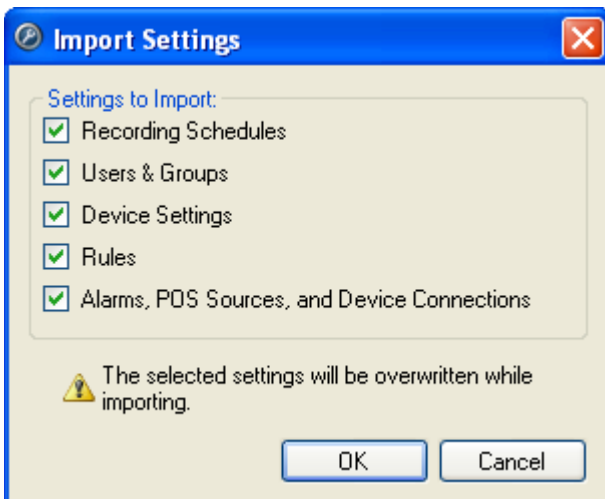 Import Settings
Settings to Import:
Recording Schedules
Users & Groups
Device Settings
Rules
Alarms, POS Sources, and Device Connections
The selected settings will be overwritten while
importing.
OK
Cancel